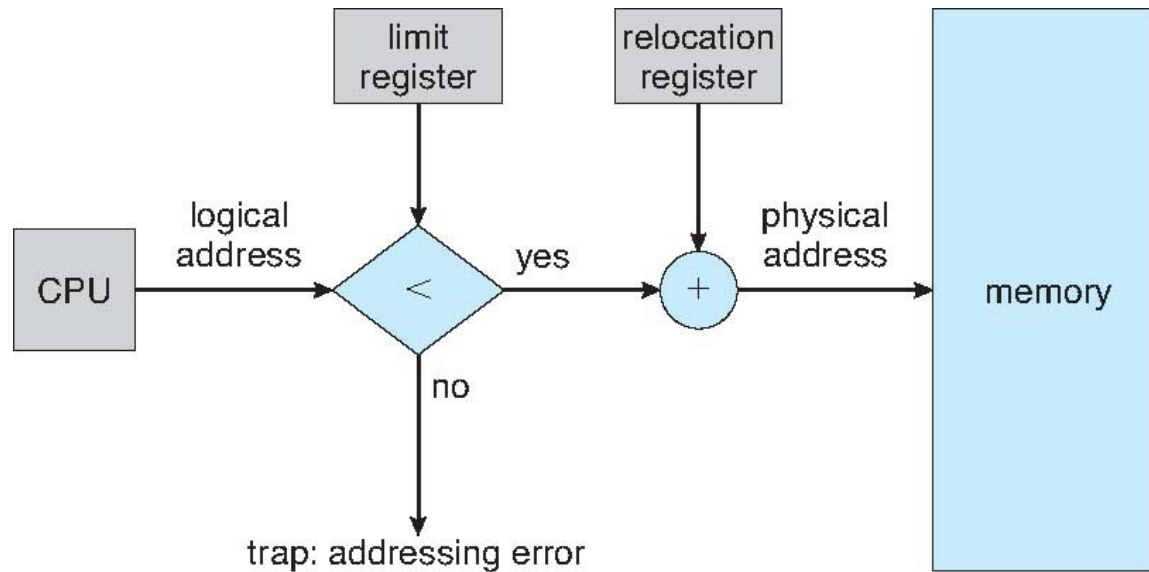 limit
register
relocation
register
logical
address
physical
address
CPU
<
yes
+
memory
no
trap: addressing error